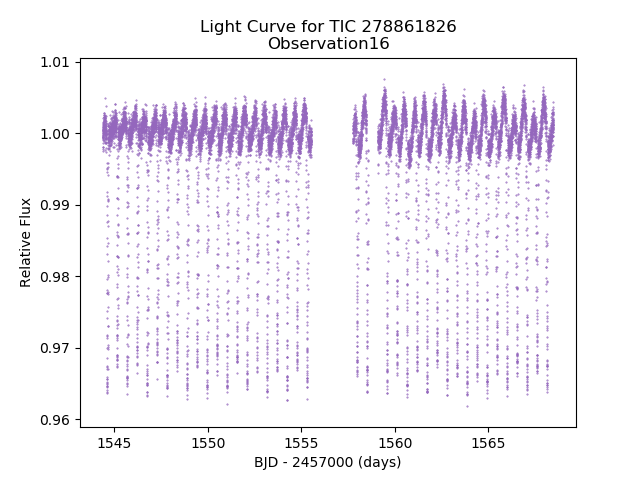 Light Curve for TIC 278861826
Observation16
1.01
1.00
0.99
0.98
0.97
0.96
Relative Flux
1545
1550
1555
1560
1565
BJD - 2457000 (days)